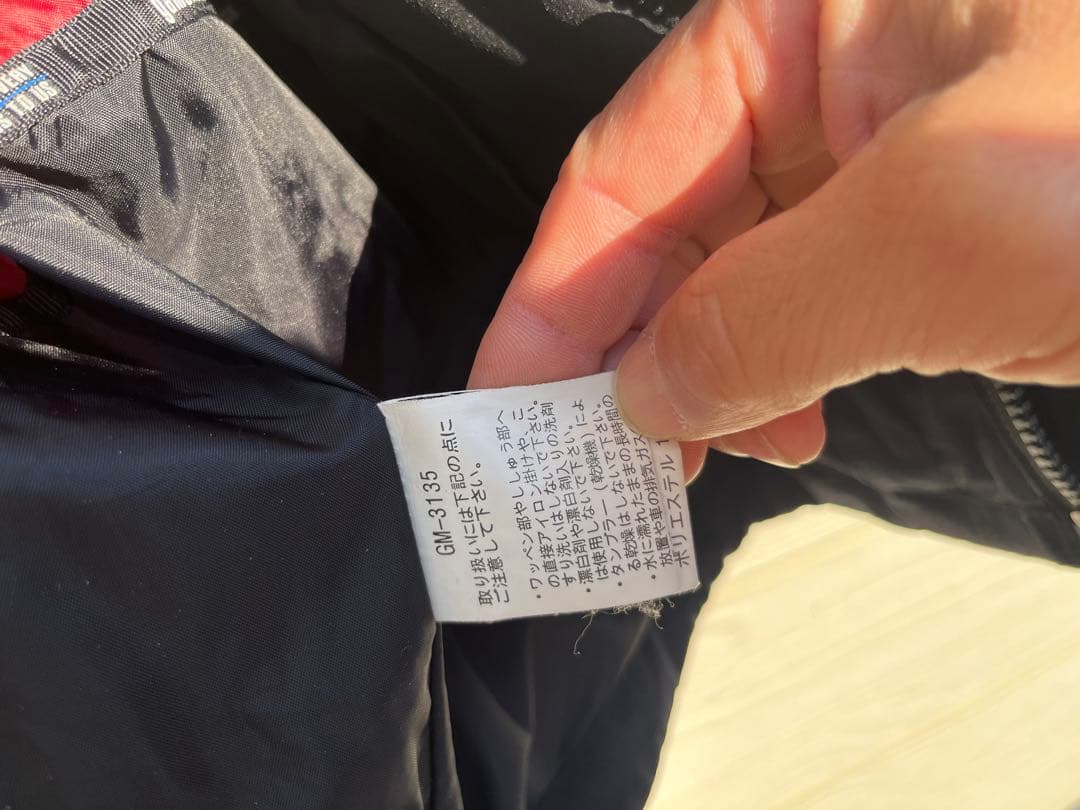 GM-3135
取り扱いには下記の点に
ご注意して下さい。
・ワッペン部やししゅう部へ
の直接アイロン掛けや、こ
すり洗いはしないで下さい。
・漂白剤や漂白剤入りの洗剤
は使用しないで下さい。
・タンブラー(乾燥機)によ
る乾燥はしないで下さい。
・水に濡れたままの長時間の
放置や車の排気ガス
ポリエステル 1